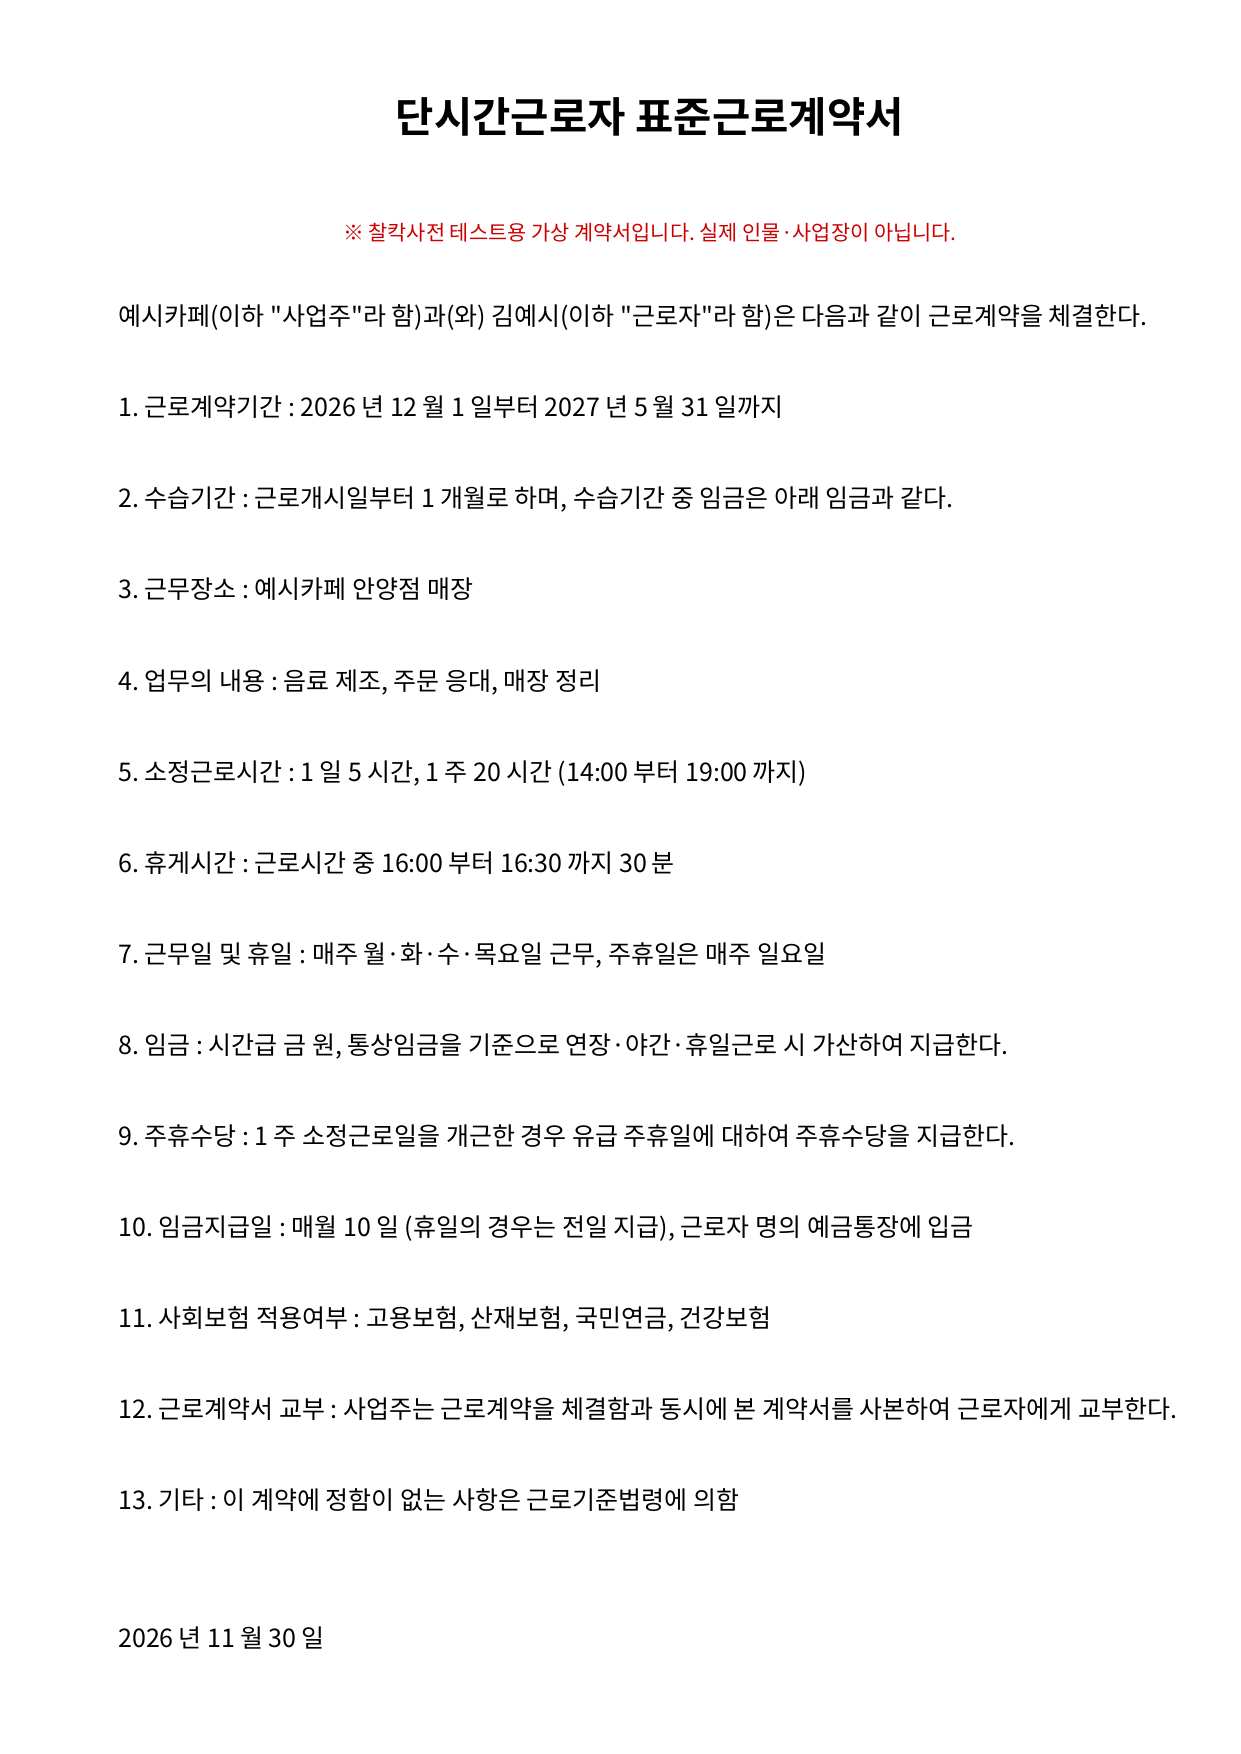 단시간근로자 표준근로계약서
※ 찰칵사전 테스트용 가상 계약서입니다. 실제 인물·사업장이 아닙니다.
예시카페(이하 "사업주"라 함)과(와) 김예시(이하 "근로자"라 함)은 다음과 같이 근로계약을 체결한다.
1. 근로계약기간 : 2026 년 12 월 1 일부터 2027 년 5 월 31 일까지
2. 수습기간 : 근로개시일부터 1 개월로 하며, 수습기간 중 임금은 아래 임금과 같다.
3. 근무장소 : 예시카페 안양점 매장
4. 업무의 내용 : 음료 제조, 주문 응대, 매장 정리
5. 소정근로시간 : 1 일 5 시간, 1 주 20 시간 (14:00 부터 19:00 까지)
6. 휴게시간 : 근로시간 중 16:00 부터 16:30 까지 30 분
7. 근무일 및 휴일 : 매주 월·화·수·목요일 근무, 주휴일은 매주 일요일
8. 임금 : 시간급 금 원, 통상임금을 기준으로 연장·야간·휴일근로 시 가산하여 지급한다.
9. 주휴수당 : 1 주 소정근로일을 개근한 경우 유급 주휴일에 대하여 주휴수당을 지급한다.
10. 임금지급일 : 매월 10 일 (휴일의 경우는 전일 지급), 근로자 명의 예금통장에 입금
11. 사회보험 적용여부 : 고용보험, 산재보험, 국민연금, 건강보험
12. 근로계약서 교부 : 사업주는 근로계약을 체결함과 동시에 본 계약서를 사본하여 근로자에게 교부한다.
13. 기타 : 이 계약에 정함이 없는 사항은 근로기준법령에 의함
2026 년 11 월 30 일